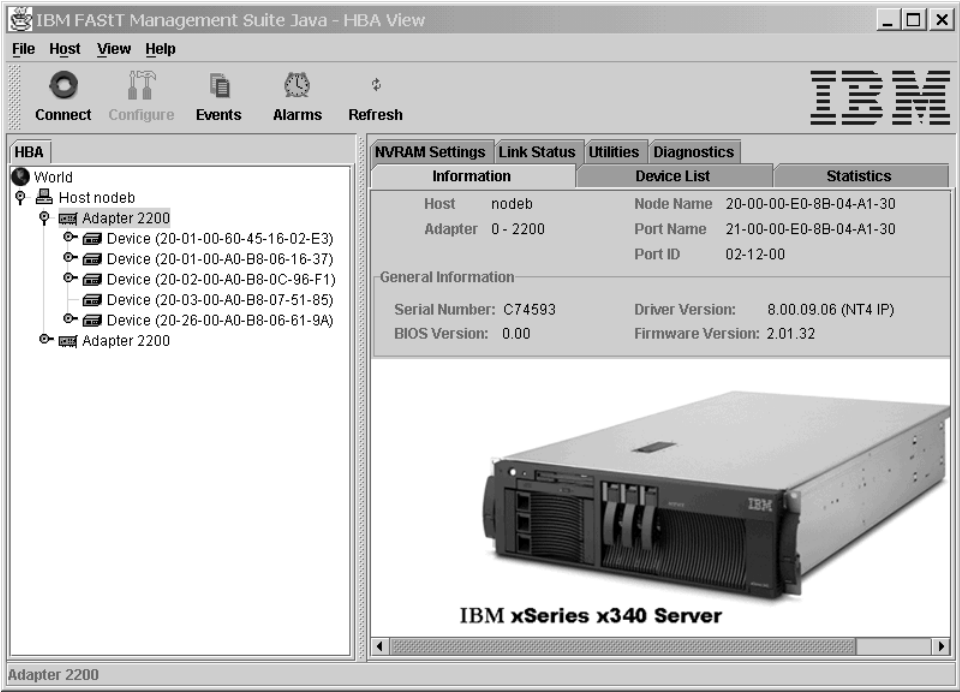 IBM FAStT Management Suite Java - HBA View
File Host View Help
Connect Configure Events Alarms Refresh
IBM
HBA
World
Host nodeb
Adapter 2200
Device (20-01-00-60-45-16-02-E3)
Device (20-01-00-A0-B8-06-16-37)
Device (20-02-00-A0-B8-0C-96-F1)
Device (20-03-00-A0-B8-07-51-85)
Device (20-26-00-A0-B8-06-61-9A)
Adapter 2200
NVRAM Settings Link Status Utilities Diagnostics
Information Device List Statistics
Host nodeb Node Name 20-00-00-E0-8B-04-A1-30
Adapter 0 - 2200 Port Name 21-00-00-E0-8B-04-A1-30
Port ID 02-12-00
General Information
Serial Number: C74593 Driver Version: 8.00.09.06 (NT4 IP)
BIOS Version: 0.00 Firmware Version: 2.01.32
IBM
IBM xSeries x340 Server
Adapter 2200